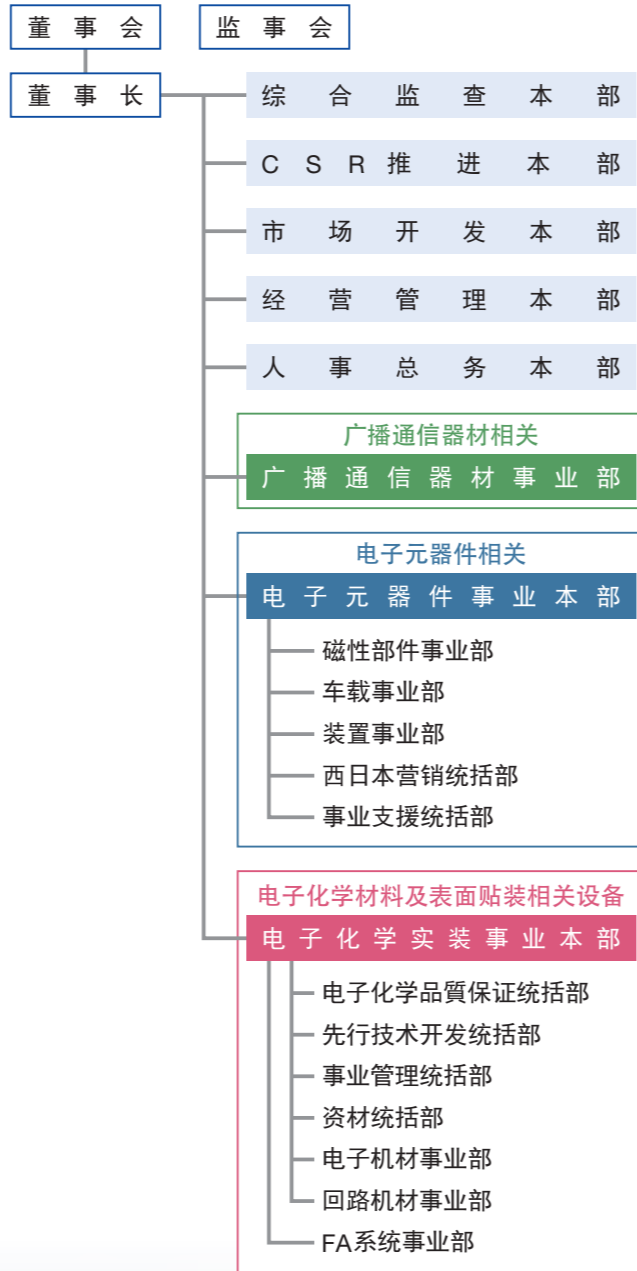 董事会
监事会
董事长
综合监查本部
CSR推进本部
市场开发本部
经营管理本部
人事总务本部
广播通信器材相关
广播通信器材事业部
电子元器件相关
电子元器件事业本部
磁性部件事业部
车载事业部
装置事业部
西日本营销统括部
事业支援统括部
电子化学材料及表面贴装相关设备
电子化学实装事业本部
电子化学品質保证统括部
先行技术开发统括部
事业管理统括部
资材统括部
电子机材事业部
回路机材事业部
FA系统事业部